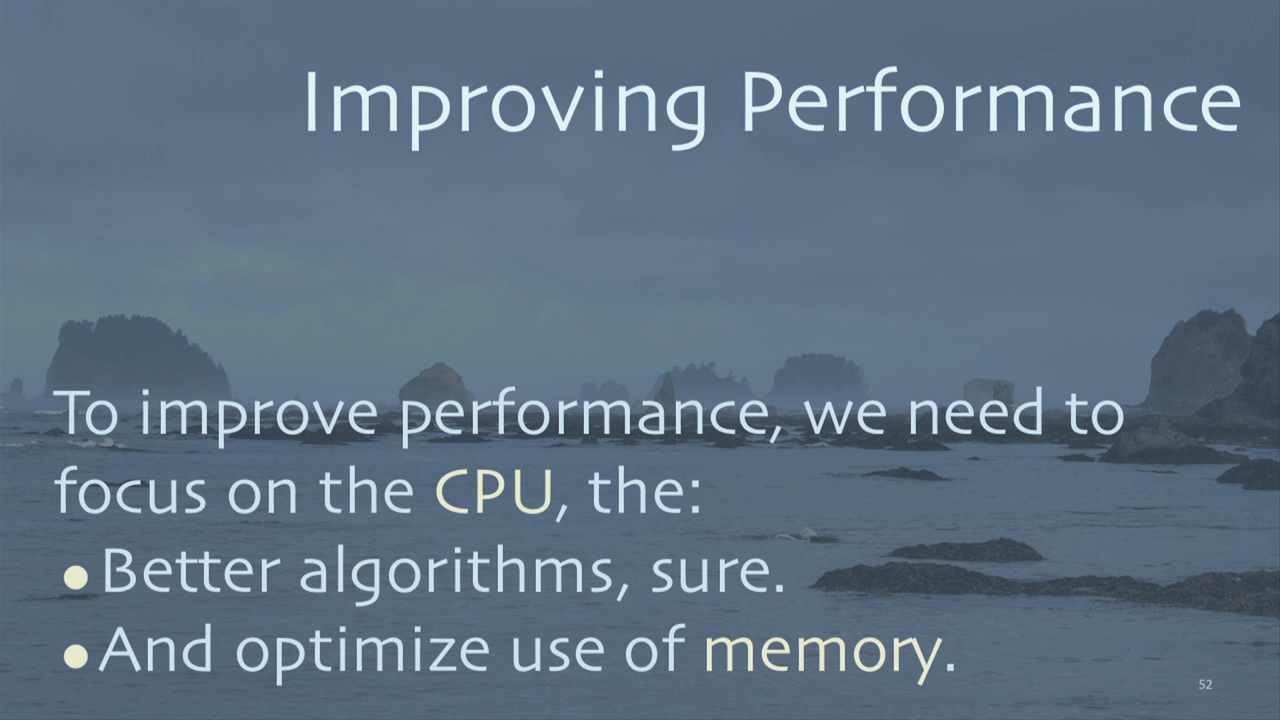 Improving Performance
To improve performance, we need to
focus on the CPU, the:
● Better algorithms, sure.
● And optimize use of memory.
52